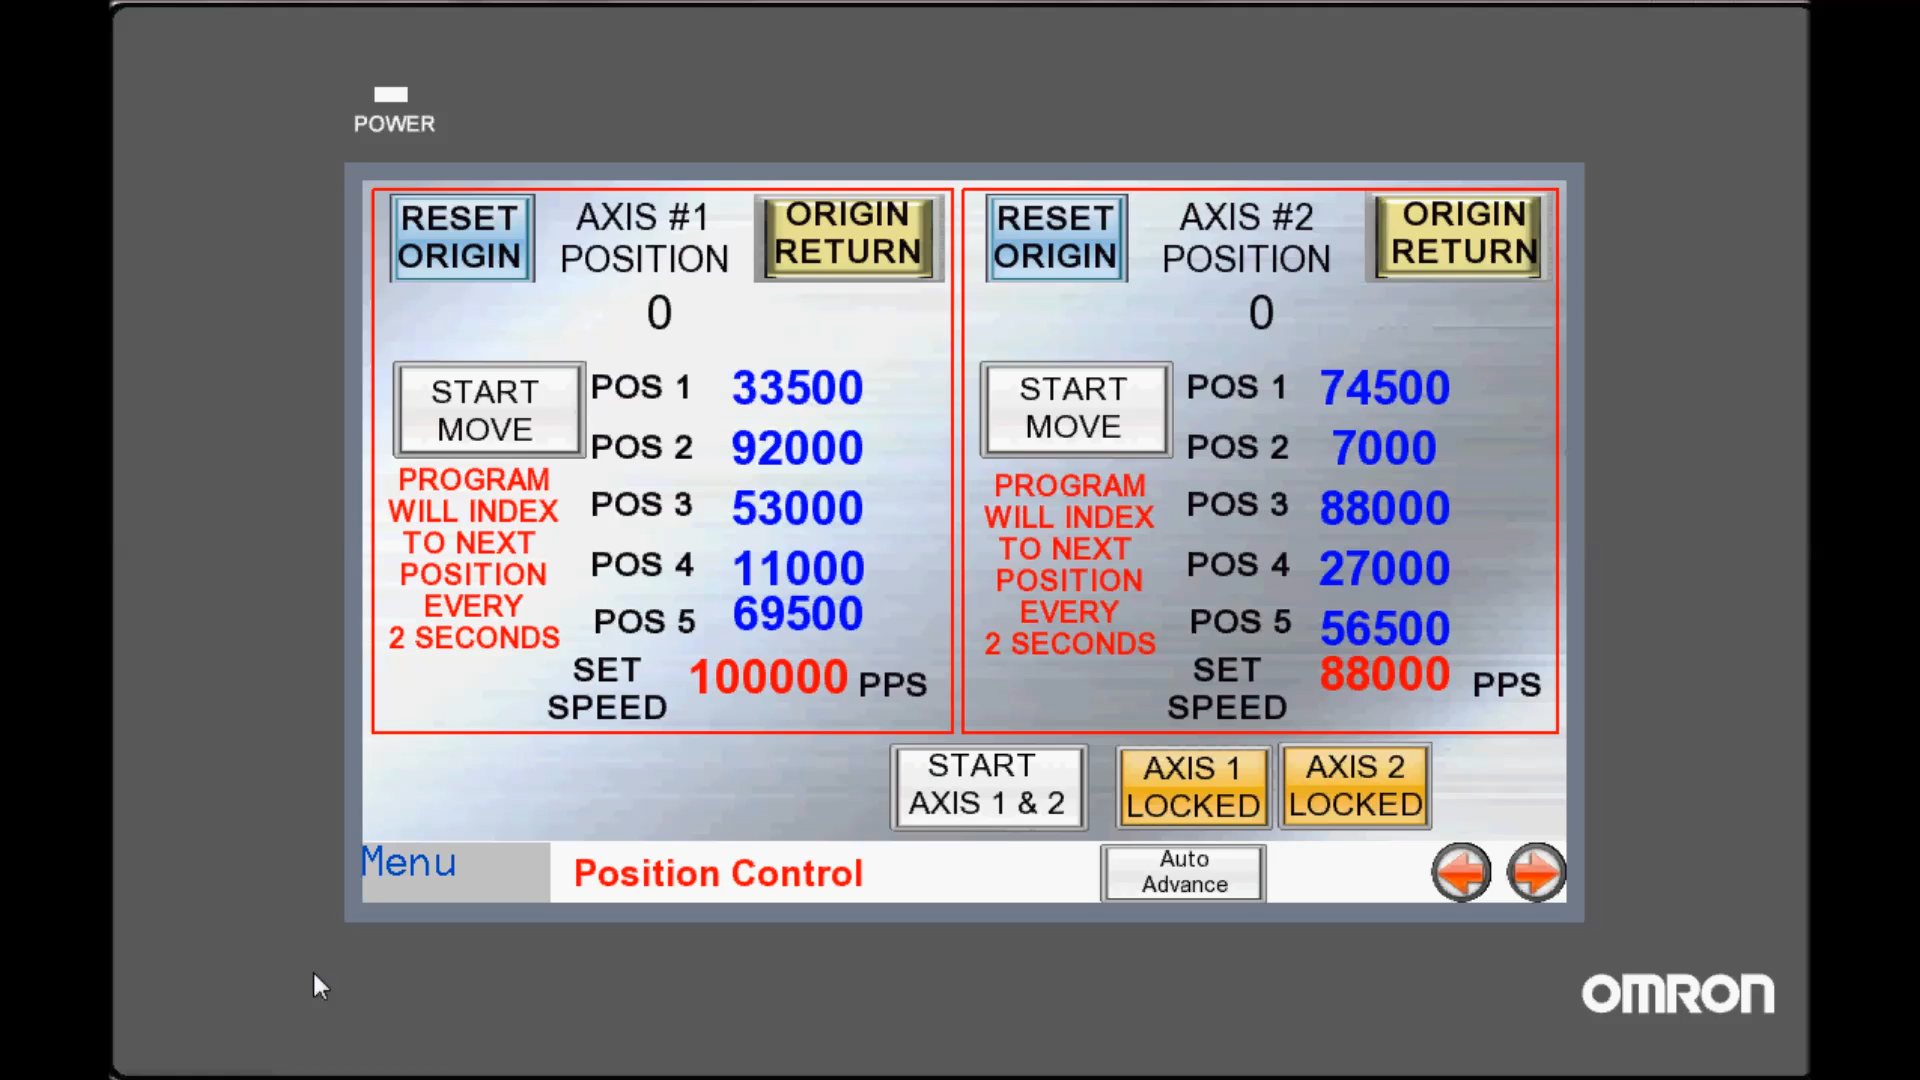 POWER
RESET
ORIGIN
AXIS #1
POSITION
ORIGIN
RETURN
0
START
MOVE
POS 1 33500
POS 2 92000
POS 3 53000
POS 4 11000
POS 5 69500
PROGRAM
WILL INDEX
TO NEXT
POSITION
EVERY
2 SECONDS
SET
SPEED
100000 PPS
RESET
ORIGIN
AXIS #2
POSITION
ORIGIN
RETURN
0
START
MOVE
POS 1 74500
POS 2 7000
POS 3 88000
POS 4 27000
POS 5 56500
PROGRAM
WILL INDEX
TO NEXT
POSITION
EVERY
2 SECONDS
SET
SPEED
88000 PPS
START
AXIS 1 & 2
AXIS 1
LOCKED
AXIS 2
LOCKED
Menu
Position Control
Auto
Advance
OMRON